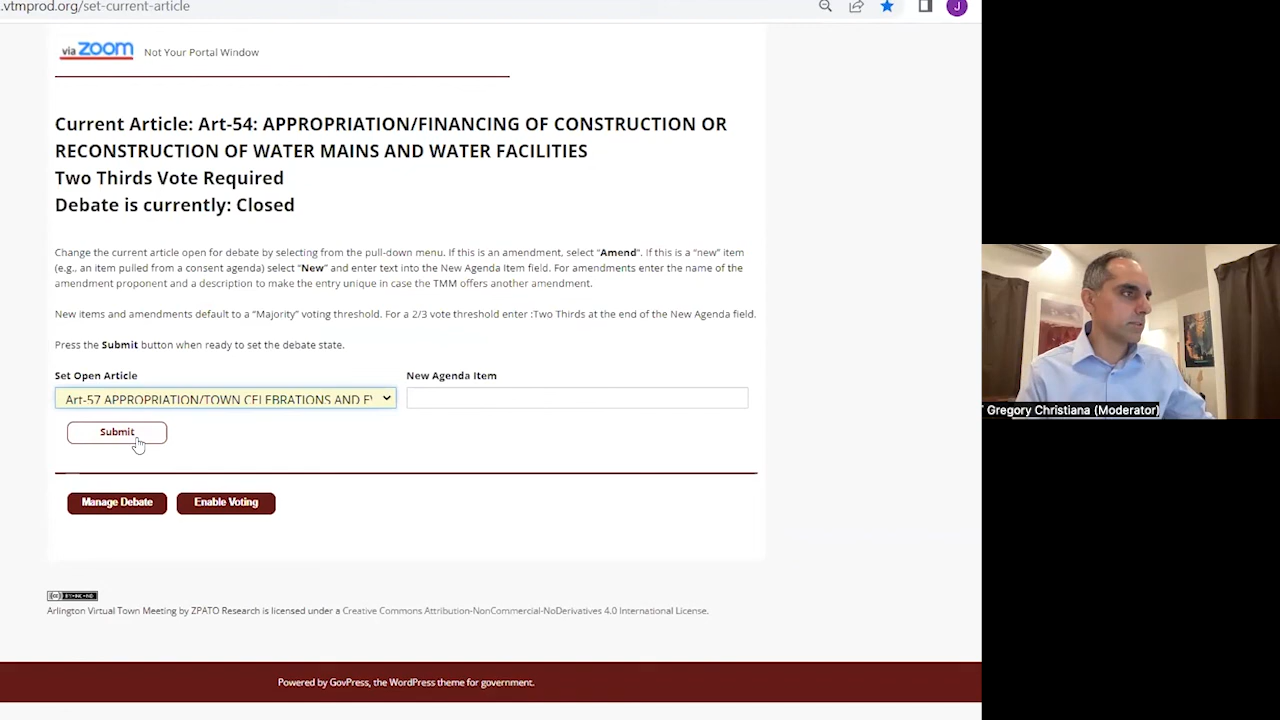 .vtmprod.org/set-current-article
J
via zoom Not Your Portal Window
Current Article: Art-54: APPROPRIATION/FINANCING OF CONSTRUCTION OR
RECONSTRUCTION OF WATER MAINS AND WATER FACILITIES
Two Thirds Vote Required
Debate is currently: Closed
Change the current article open for debate by selecting from the pull-down menu. If this is an amendment, select "Amend". If this is a "new" item
(e.g., an item pulled from a consent agenda) select "New" and enter text into the New Agenda Item field. For amendments enter the name of the
amendment proponent and a description to make the entry unique in case the TMM offers another amendment.
New items and amendments default to a "Majority" voting threshold. For a 2/3 vote threshold enter :Two Thirds at the end of the New Agenda field.
Press the Submit button when ready to set the debate state.
Set Open Article New Agenda Item
Art-57 APPROPRIATION/TOWN CELEBRATIONS AND
Submit
Manage Debate Enable Voting
Arlington Virtual Town Meeting by ZPATO Research is licensed under a Creative Commons Attribution-NonCommercial-NoDerivatives 4.0 International License.
Powered by GovPress, the WordPress theme for government.
Gregory Christiana (Moderator)